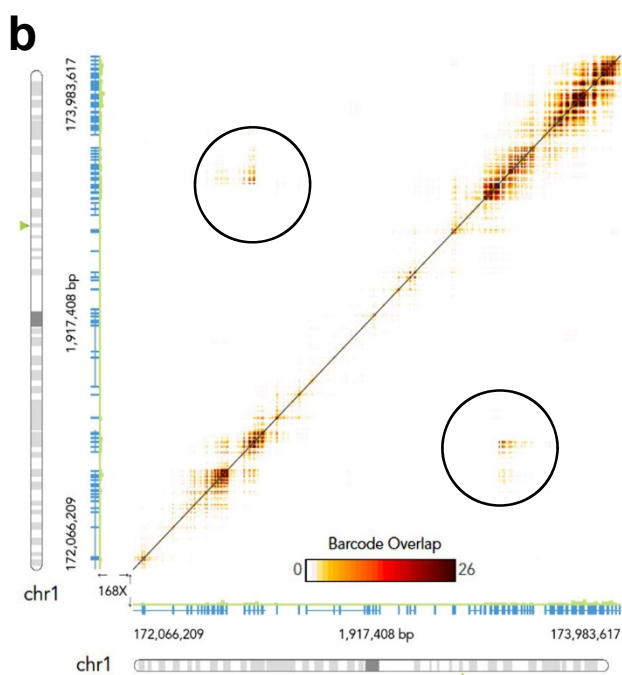 b
173,983,617
1,917,408 bp
172,066,209
chr1
168X
Barcode Overlap
0 26
172,066,209 1,917,408 bp 173,983,617
chr1